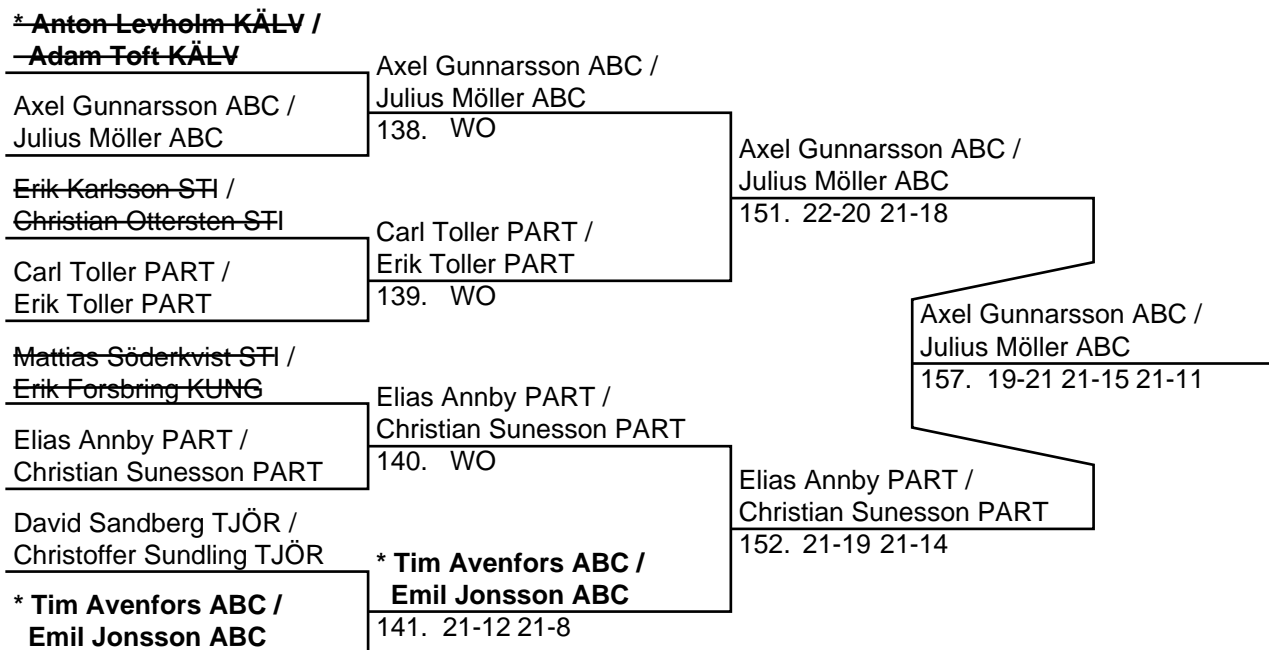 * Anton Levholm KÄLV /
Adam Toft KÄLV
Axel Gunnarsson ABC /
Julius Möller ABC
Erik Karlsson STI /
Christian Ottersten STI
Carl Toller PART /
Erik Toller PART
Mattias Söderkvist STI /
Erik Forsbring KUNG
Elias Annby PART /
Christian Sunesson PART
David Sandberg TJÖR /
Christoffer Sundling TJÖR
* Tim Avenfors ABC /
Emil Jonsson ABC
Axel Gunnarsson ABC /
Julius Möller ABC
138. WO
Carl Toller PART /
Erik Toller PART
139. WO
Elias Annby PART /
Christian Sunesson PART
140. WO
* Tim Avenfors ABC /
Emil Jonsson ABC
141. 21-12 21-8
Axel Gunnarsson ABC /
Julius Möller ABC
151. 22-20 21-18
Elias Annby PART /
Christian Sunesson PART
152. 21-19 21-14
Axel Gunnarsson ABC /
Julius Möller ABC
157. 19-21 21-15 21-11